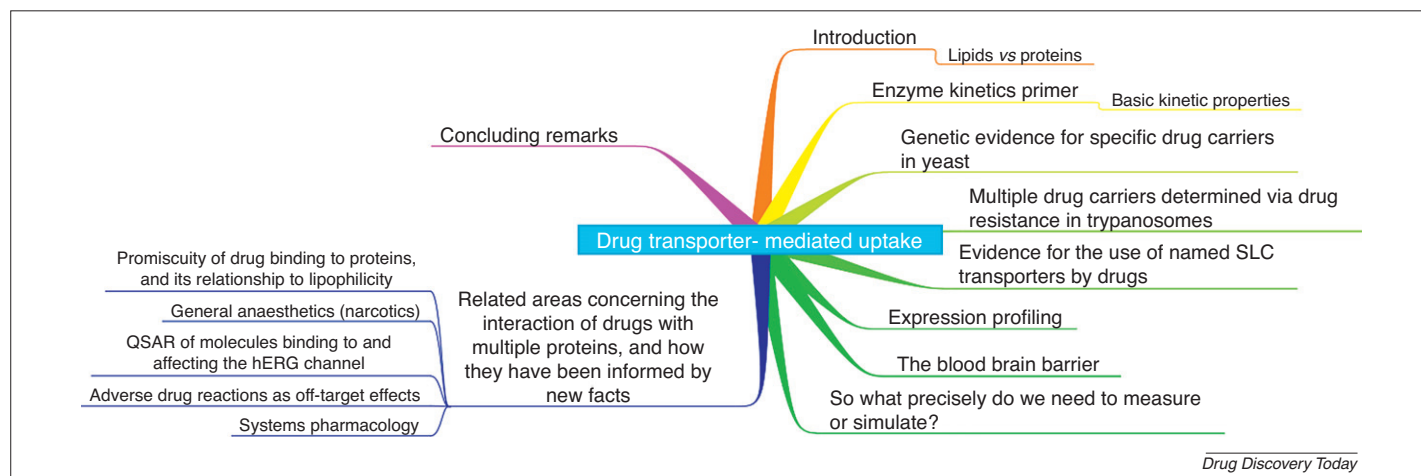 Introduction
Lipids vs proteins
Enzyme kinetics primer
Basic kinetic properties
Genetic evidence for specific drug carriers
in yeast
Multiple drug carriers determined via drug
resistance in trypanosomes
Evidence for the use of named SLC
transporters by drugs
Expression profiling
The blood brain barrier
So what precisely do we need to measure
or simulate?
Concluding remarks
Drug transporter- mediated uptake
Related areas concerning the
interaction of drugs with
multiple proteins, and how
they have been informed by
new facts
Promiscuity of drug binding to proteins,
and its relationship to lipophilicity
General anaesthetics (narcotics)
QSAR of molecules binding to and
affecting the hERG channel
Adverse drug reactions as off-target effects
Systems pharmacology
Drug Discovery Today